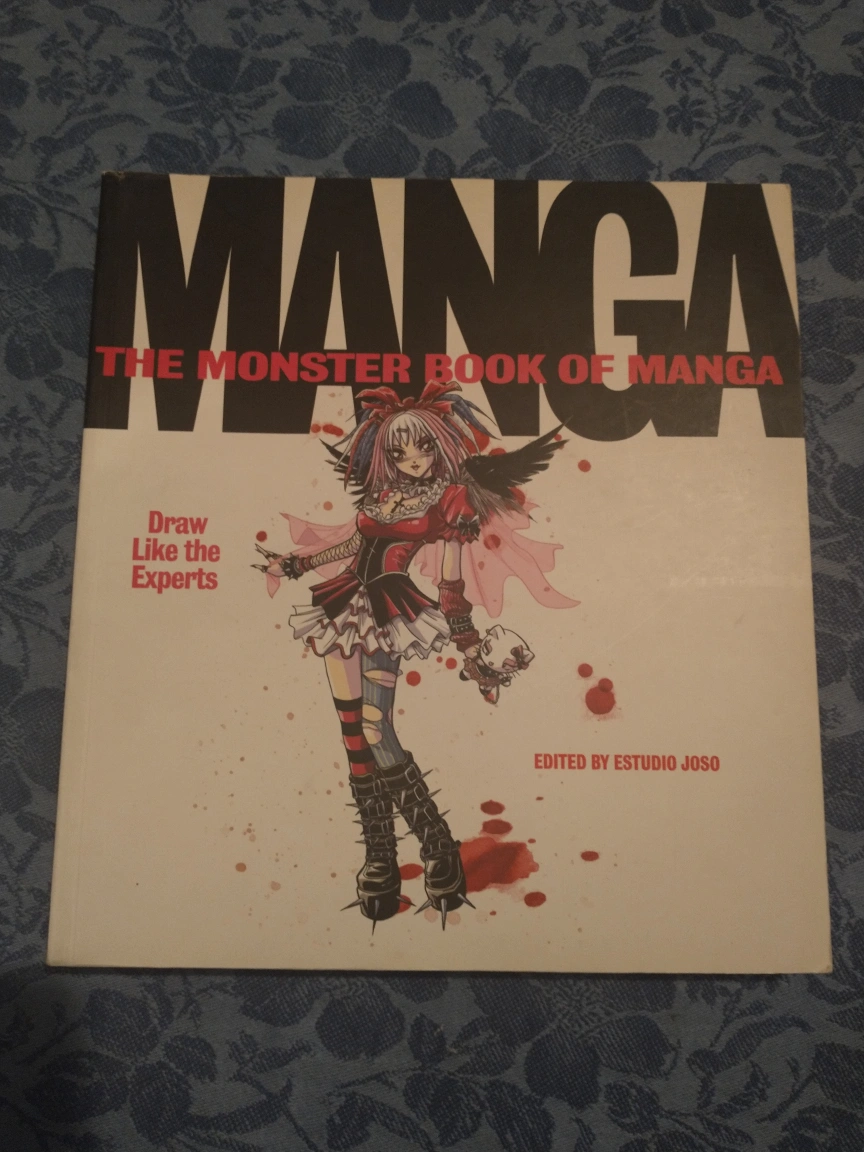 MANGA
THE MONSTER BOOK OF MANGA
Draw
Like the
Experts
EDITED BY ESTUDIO JOSO